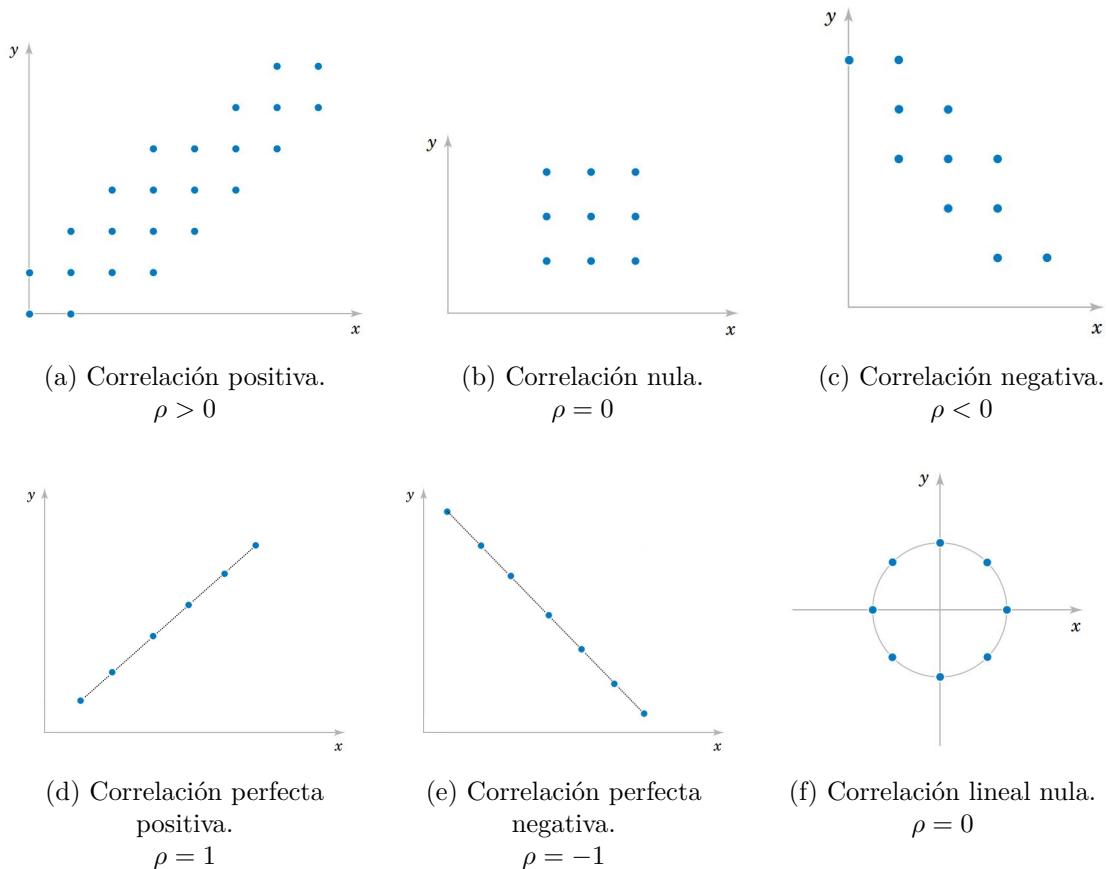 y
x
(a) Correlación positiva.
ρ > 0
y
x
(b) Correlación nula.
ρ = 0
y
x
(c) Correlación negativa.
ρ < 0
y
x
(d) Correlación perfecta
positiva.
ρ = 1
y
x
(e) Correlación perfecta
negativa.
ρ = −1
y
x
(f) Correlación lineal nula.
ρ = 0